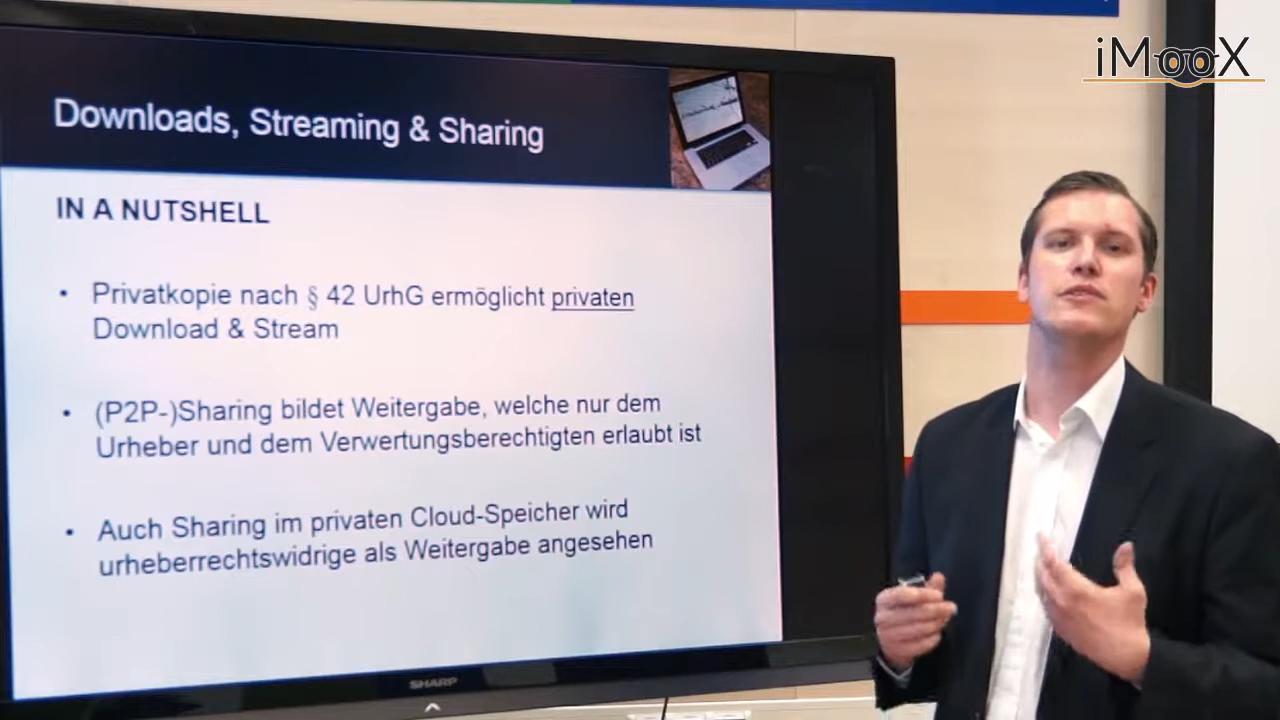 iMooX
Downloads, Streaming & Sharing
IN A NUTSHELL
• Privatkopie nach § 42 UrhG ermöglicht privaten
Download & Stream
• (P2P-)Sharing bildet Weitergabe, welche nur dem
Urheber und dem Verwertungsberechtigten erlaubt ist
• Auch Sharing im privaten Cloud-Speicher wird
urheberrechtswidrige als Weitergabe angesehen
SHARP